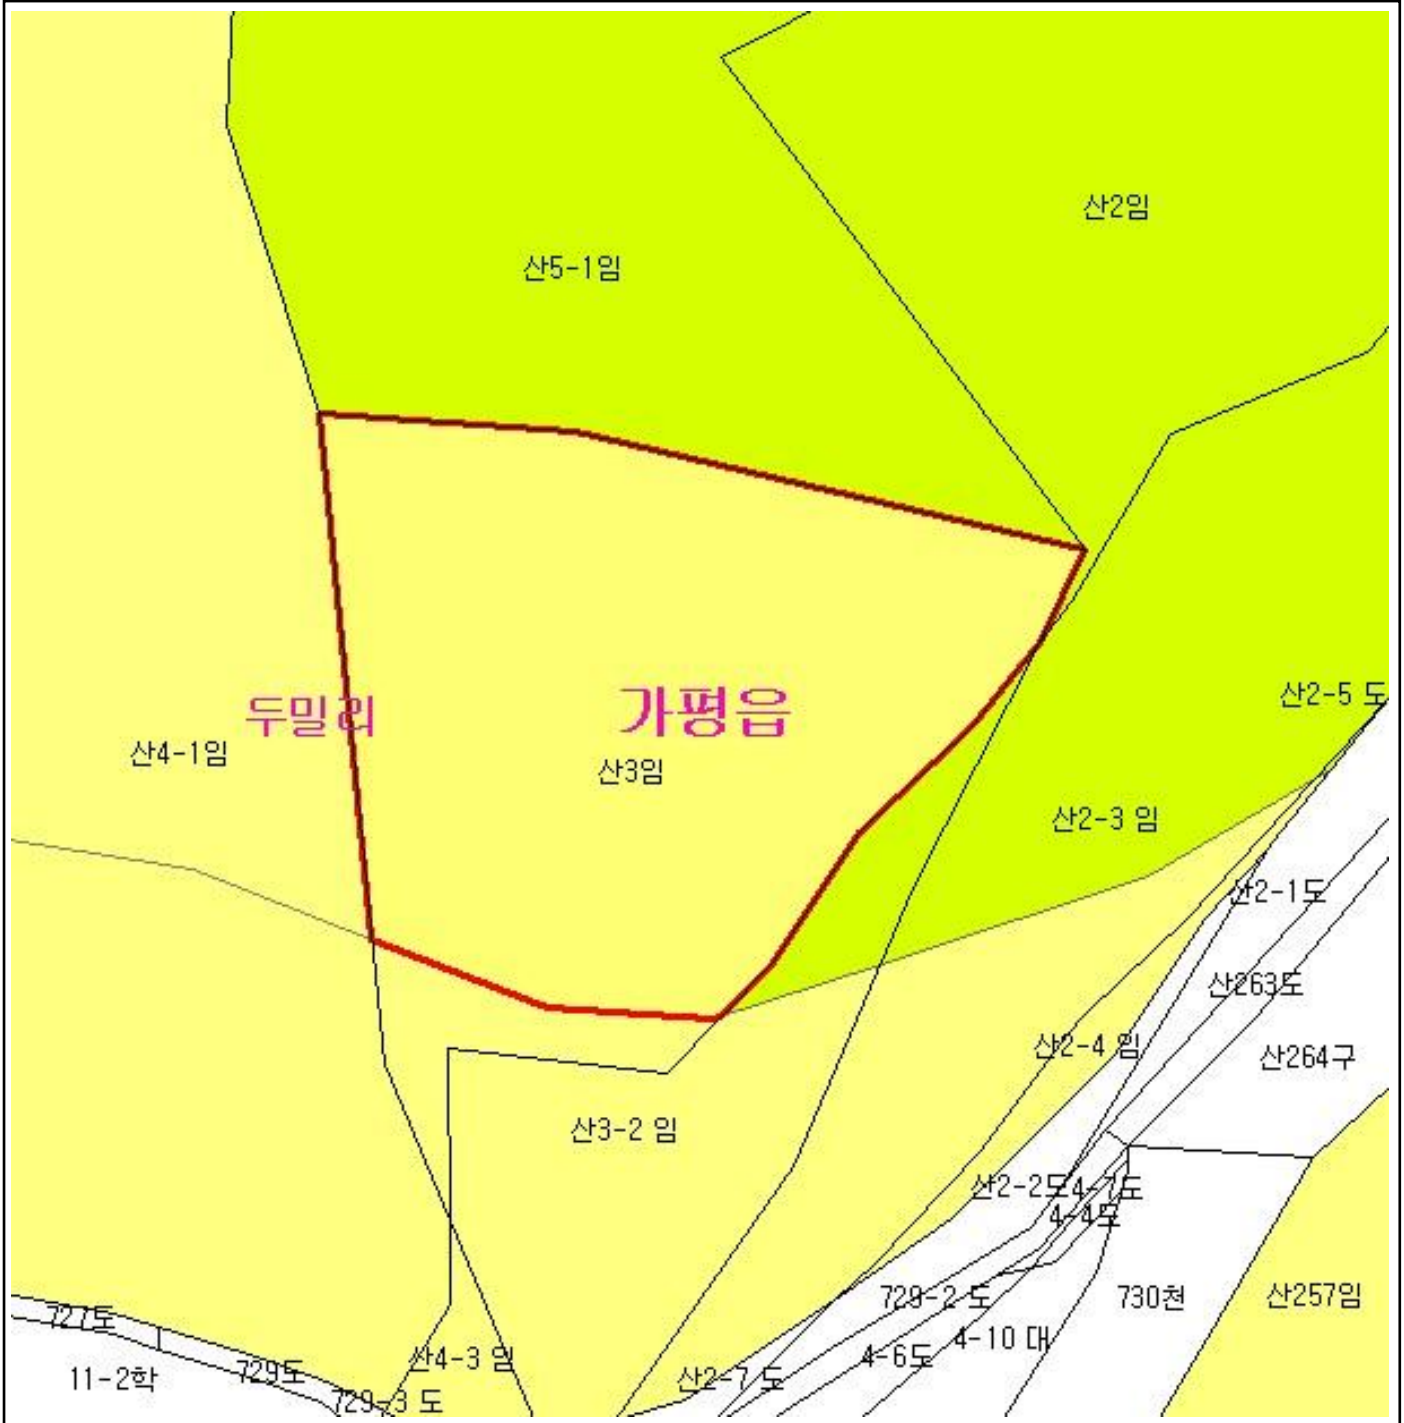 산2임
산5-1임
산2-5 도
두밀리
가평읍
산4-1임
산3임
산2-3 임
산2-1도
산263도
산2-4 임
산264구
산3-2 임
산2-2도
4-7도
4-4도
729-2 도
730천
산257임
727도
4-10 대
4-6도
산4-3 임
729도
11-2학
산2-7 도
729-3 도